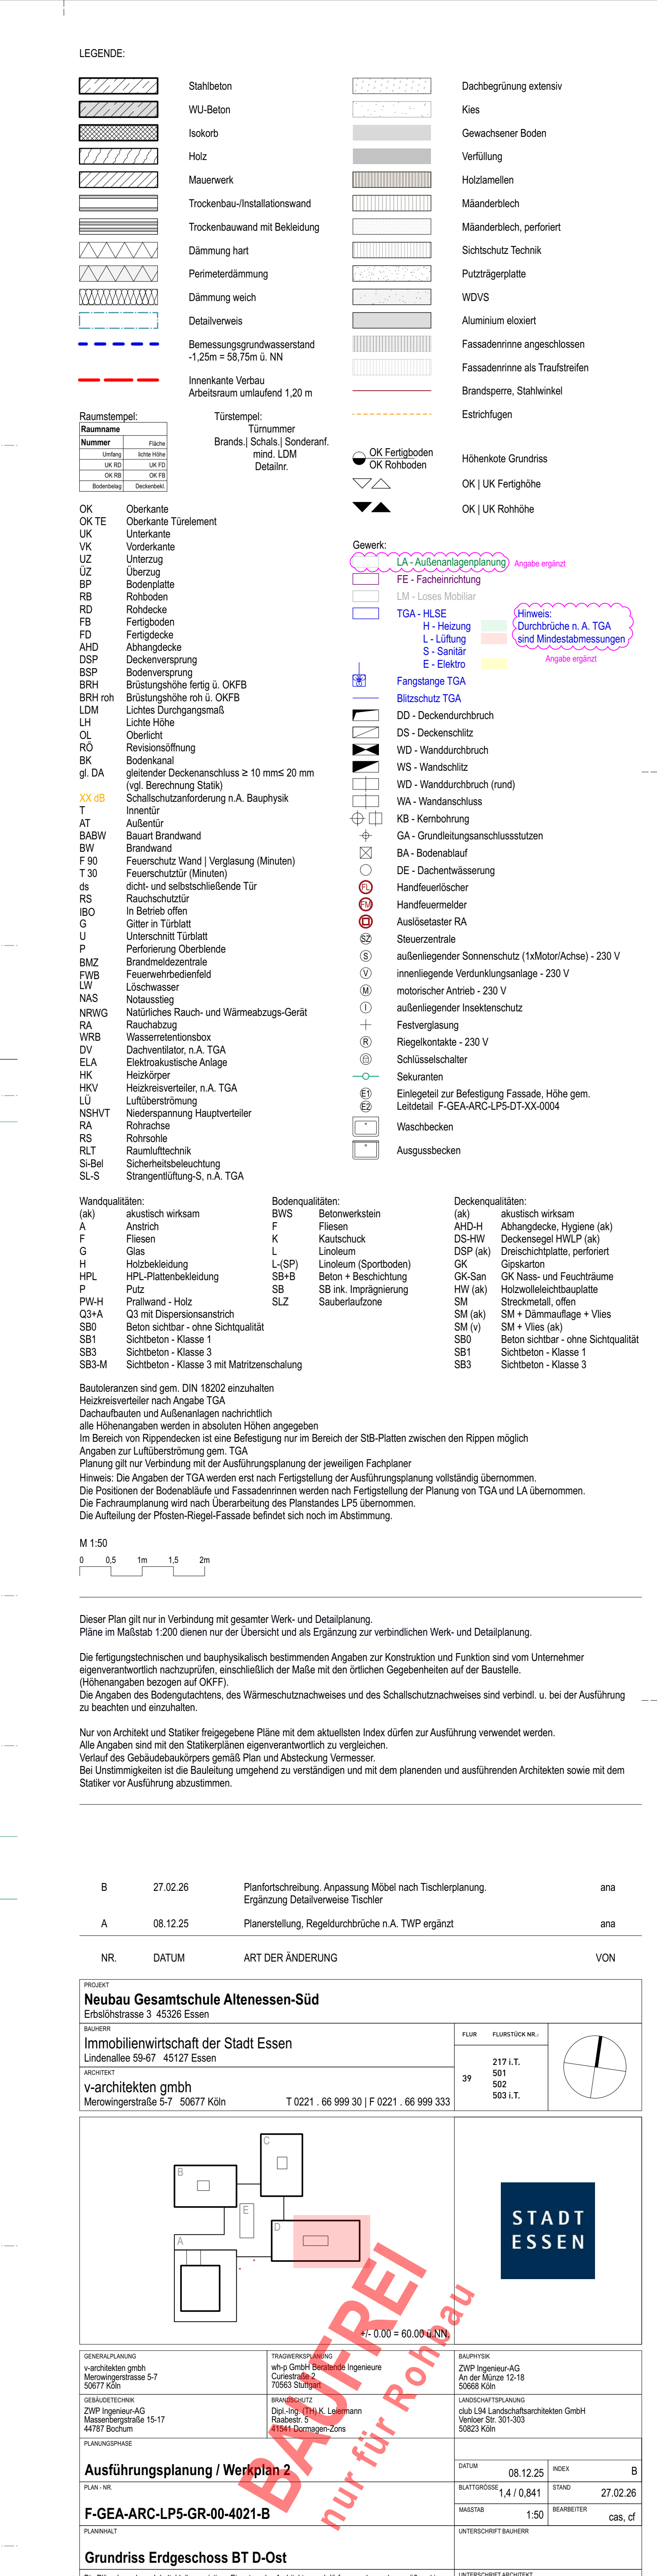 LEGENDE:
Stahlbeton
WU-Beton
Isokorb
Holz
Mauerwerk
Trockenbau-/Installationswand
Trockenbauwand mit Bekleidung
Dämmung hart
Perimeterdämmung
Dämmung weich
Detailverweis
Bemessungsgrundwasserstand
-1,25m = 58,75m ü. NN
Innenkante Verbau
Arbeitsraum umlaufend 1,20 m
Dachbegrünung extensiv
Kies
Gewachsener Boden
Verfüllung
Holzlamellen
Mäanderblech
Mäanderblech, perforiert
Sichtschutz Technik
Putzträgerplatte
WDVS
Aluminium eloxiert
Fassadenrinne angeschlossen
Fassadenrinne als Traufstreifen
Brandsperre, Stahlwinkel
Estrichfugen
Raumstempel:
Raumname
Nummer Fläche
Umfang lichte Höhe
UK RD UK FD
OK RB OK FB
Bodenbelag Deckenbekl.
Türstempel:
Türnummer
Brands.| Schals.| Sonderanf.
mind. LDM
Detailnr.
OK Fertigboden
OK Rohboden
Höhenkote Grundriss
OK | UK Fertighöhe
OK | UK Rohhöhe
OK Oberkante
OK TE Oberkante Türelement
UK Unterkante
VK Vorderkante
UZ Unterzug
ÜZ Überzug
BP Bodenplatte
RB Rohboden
RD Rohdecke
FB Fertigboden
FD Fertigdecke
AHD Abhangdecke
DSP Deckenversprung
BSP Bodenversprung
BRH Brüstungshöhe fertig ü. OKFB
BRH roh Brüstungshöhe roh ü. OKFB
LDM Lichtes Durchgangsmaß
LH Lichte Höhe
OL Oberlicht
RÖ Revisionsöffnung
BK Bodenkanal
gl. DA gleitender Deckenanschluss ≥ 10 mm≤ 20 mm
(vgl. Berechnung Statik)
XX dB Schallschutzanforderung n.A. Bauphysik
T Innentür
AT Außentür
BABW Bauart Brandwand
BW Brandwand
F 90 Feuerschutz Wand | Verglasung (Minuten)
T 30 Feuerschutztür (Minuten)
ds dicht- und selbstschließende Tür
RS Rauchschutztür
IBO In Betrieb offen
G Gitter in Türblatt
U Unterschnitt Türblatt
P Perforierung Oberblende
BMZ Brandmeldezentrale
FWB Feuerwehrbedienfeld
LW Löschwasser
NAS Notausstieg
NRWG Natürliches Rauch- und Wärmeabzugs-Gerät
RA Rauchabzug
WRB Wasserretentionsbox
DV Dachventilator, n.A. TGA
ELA Elektroakustische Anlage
HK Heizkörper
HKV Heizkreisverteiler, n.A. TGA
LÜ Luftüberströmung
NSHVT Niederspannung Hauptverteiler
RA Rohrachse
RS Rohrsohle
RLT Raumlufttechnik
Si-Bel Sicherheitsbeleuchtung
SL-S Strangentlüftung-S, n.A. TGA
Gewerk:
LA - Außenanlagenplanung Angabe ergänzt
FE - Facheinrichtung
LM - Loses Mobiliar
TGA - HLSE
H - Heizung
L - Lüftung
S - Sanitär
E - Elektro
Hinweis:
Durchbrüche n. A. TGA
sind Mindestabmessungen
Angabe ergänzt
Fangstange TGA
Blitzschutz TGA
DD - Deckendurchbruch
DS - Deckenschlitz
WD - Wanddurchbruch
WS - Wandschlitz
WD - Wanddurchbruch (rund)
WA - Wandanschluss
KB - Kernbohrung
GA - Grundleitungsanschlussstutzen
BA - Bodenablauf
DE - Dachentwässerung
FL Handfeuerlöscher
FM Handfeuermelder
Auslösetaster RA
SZ Steuerzentrale
S außenliegender Sonnenschutz (1xMotor/Achse) - 230 V
V innenliegende Verdunklungsanlage - 230 V
M motorischer Antrieb - 230 V
I außenliegender Insektenschutz
Festverglasung
R Riegelkontakte - 230 V
Schlüsselschalter
Sekuranten
E1 Einlegeteil zur Befestigung Fassade, Höhe gem.
E2 Leitdetail F-GEA-ARC-LP5-DT-XX-0004
Waschbecken
Ausgussbecken
Wandqualitäten:
(ak) akustisch wirksam
A Anstrich
F Fliesen
G Glas
H Holzbekleidung
HPL HPL-Plattenbekleidung
P Putz
PW-H Prallwand - Holz
Q3+A Q3 mit Dispersionsanstrich
SB0 Beton sichtbar - ohne Sichtqualität
SB1 Sichtbeton - Klasse 1
SB3 Sichtbeton - Klasse 3
SB3-M Sichtbeton - Klasse 3 mit Matritzenschalung
Bodenqualitäten:
BWS Betonwerkstein
F Fliesen
K Kautschuck
L Linoleum
L-(SP) Linoleum (Sportboden)
SB+B Beton + Beschichtung
SB SB ink. Imprägnierung
SLZ Sauberlaufzone
Deckenqualitäten:
(ak) akustisch wirksam
AHD-H Abhangdecke, Hygiene (ak)
DS-HW Deckensegel HWLP (ak)
DSP (ak) Dreischichtplatte, perforiert
GK Gipskarton
GK-San GK Nass- und Feuchträume
HW (ak) Holzwolleleichtbauplatte
SM Streckmetall, offen
SM (ak) SM + Dämmauflage + Vlies
SM (v) SM + Vlies (ak)
SB0 Beton sichtbar - ohne Sichtqualität
SB1 Sichtbeton - Klasse 1
SB3 Sichtbeton - Klasse 3
Bautoleranzen sind gem. DIN 18202 einzuhalten
Heizkreisverteiler nach Angabe TGA
Dachaufbauten und Außenanlagen nachrichtlich
alle Höhenangaben werden in absoluten Höhen angegeben
Im Bereich von Rippendecken ist eine Befestigung nur im Bereich der StB-Platten zwischen den Rippen möglich
Angaben zur Luftüberströmung gem. TGA
Planung gilt nur Verbindung mit der Ausführungsplanung der jeweiligen Fachplaner
Hinweis: Die Angaben der TGA werden erst nach Fertigstellung der Ausführungsplanung vollständig übernommen.
Die Positionen der Bodenabläufe und Fassadenrinnen werden nach Fertigstellung der Planung von TGA und LA übernommen.
Die Fachraumplanung wird nach Überarbeitung des Planstandes LP5 übernommen.
Die Aufteilung der Pfosten-Riegel-Fassade befindet sich noch im Abstimmung.
M 1:50
0 0,5 1m 1,5 2m
Dieser Plan gilt nur in Verbindung mit gesamter Werk- und Detailplanung.
Pläne im Maßstab 1:200 dienen nur der Übersicht und als Ergänzung zur verbindlichen Werk- und Detailplanung.
Die fertigungstechnischen und bauphysikalisch bestimmenden Angaben zur Konstruktion und Funktion sind vom Unternehmer
eigenverantwortlich nachzuprüfen, einschließlich der Maße mit den örtlichen Gegebenheiten auf der Baustelle.
(Höhenangaben bezogen auf OKFF).
Die Angaben des Bodengutachtens, des Wärmeschutznachweises und des Schallschutznachweises sind verbindl. u. bei der Ausführung
zu beachten und einzuhalten.
Nur von Architekt und Statiker freigegebene Pläne mit dem aktuellsten Index dürfen zur Ausführung verwendet werden.
Alle Angaben sind mit den Statikerplänen eigenverantwortlich zu vergleichen.
Verlauf des Gebäudebaukörpers gemäß Plan und Absteckung Vermesser.
Bei Unstimmigkeiten ist die Bauleitung umgehend zu verständigen und mit dem planenden und ausführenden Architekten sowie mit dem
Statiker vor Ausführung abzustimmen.
B 27.02.26 Planfortschreibung. Anpassung Möbel nach Tischlerplanung. ana
Ergänzung Detailverweise Tischler
A 08.12.25 Planerstellung, Regeldurchbrüche n.A. TWP ergänzt ana
NR. DATUM ART DER ÄNDERUNG VON
PROJEKT
Neubau Gesamtschule Altenessen-Süd
Erbslöhstrasse 3 45326 Essen
BAUHERR
Immobilienwirtschaft der Stadt Essen
Lindenallee 59-67 45127 Essen
ARCHITEKT
v-architekten gmbh
Merowingerstraße 5-7 50677 Köln T 0221 . 66 999 30 | F 0221 . 66 999 333
FLUR FLURSTÜCK NR.:
39
217 i.T.
501
502
503 i.T.
C
B
E
D
A
+/- 0.00 = 60.00 ü.NN.
STADT
ESSEN
BAUFREI
nur für Rohbau
GENERALPLANUNG
v-architekten gmbh
Merowingerstrasse 5-7
50677 Köln
TRAGWERKSPLANUNG
wh-p GmbH Beratende Ingenieure
Curiestraße 2
70563 Stuttgart
BAUPHYSIK
ZWP Ingenieur-AG
An der Münze 12-18
50668 Köln
GEBÄUDETECHNIK
ZWP Ingenieur-AG
Massenbergstraße 15-17
44787 Bochum
BRANDSCHUTZ
Dipl.-Ing. (TH) K. Leiermann
Raabestr. 5
41541 Dormagen-Zons
LANDSCHAFTSPLANUNG
club L94 Landschaftsarchitekten GmbH
Venloer Str. 301-303
50823 Köln
PLANUNGSPHASE
Ausführungsplanung / Werkplan 2
DATUM 08.12.25 INDEX B
PLAN - NR.
F-GEA-ARC-LP5-GR-00-4021-B
BLATTGRÖSSE 1,4 / 0,841 STAND 27.02.26
MAßSTAB 1:50 BEARBEITER cas, cf
PLANINHALT
Grundriss Erdgeschoss BT D-Ost
UNTERSCHRIFT BAUHERR
UNTERSCHRIFT ARCHITEKT